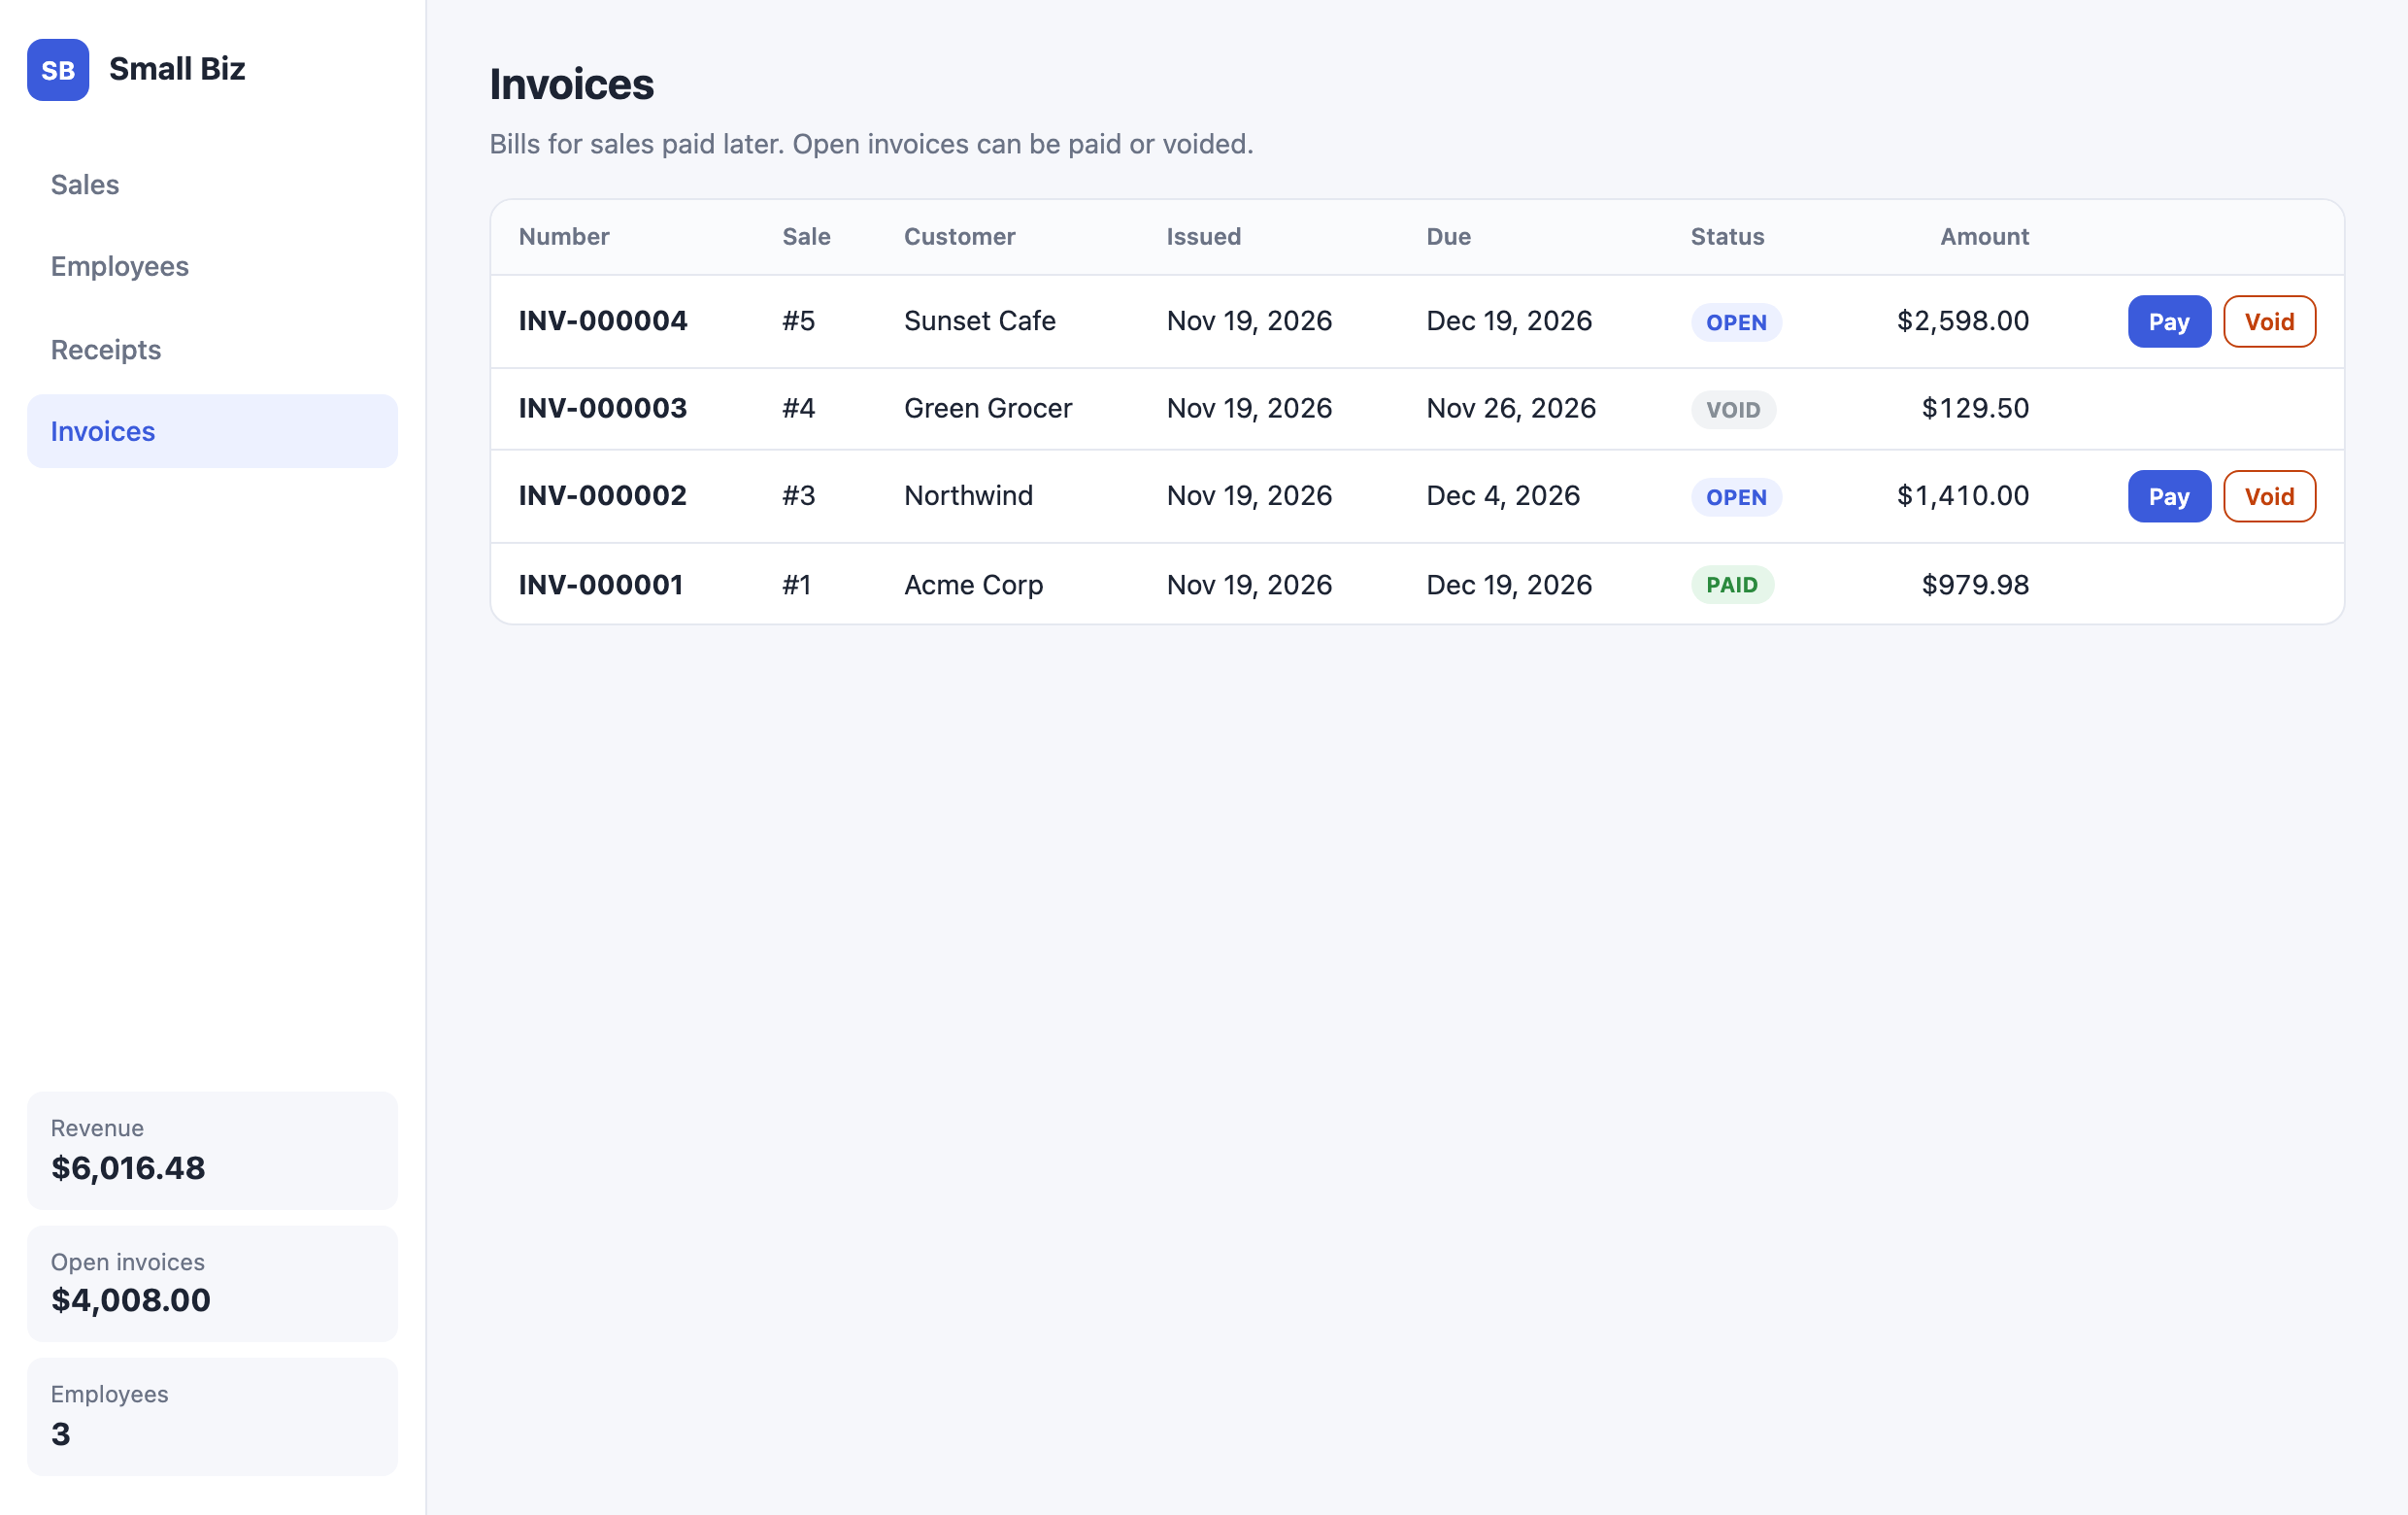 SB Small Biz
Sales
Employees
Receipts
Invoices
Revenue
$6,016.48
Open invoices
$4,008.00
Employees
3
Invoices
Bills for sales paid later. Open invoices can be paid or voided.
Number Sale Customer Issued Due Status Amount
INV-000004 #5 Sunset Cafe Nov 19, 2026 Dec 19, 2026 OPEN $2,598.00 Pay Void
INV-000003 #4 Green Grocer Nov 19, 2026 Nov 26, 2026 VOID $129.50
INV-000002 #3 Northwind Nov 19, 2026 Dec 4, 2026 OPEN $1,410.00 Pay Void
INV-000001 #1 Acme Corp Nov 19, 2026 Dec 19, 2026 PAID $979.98